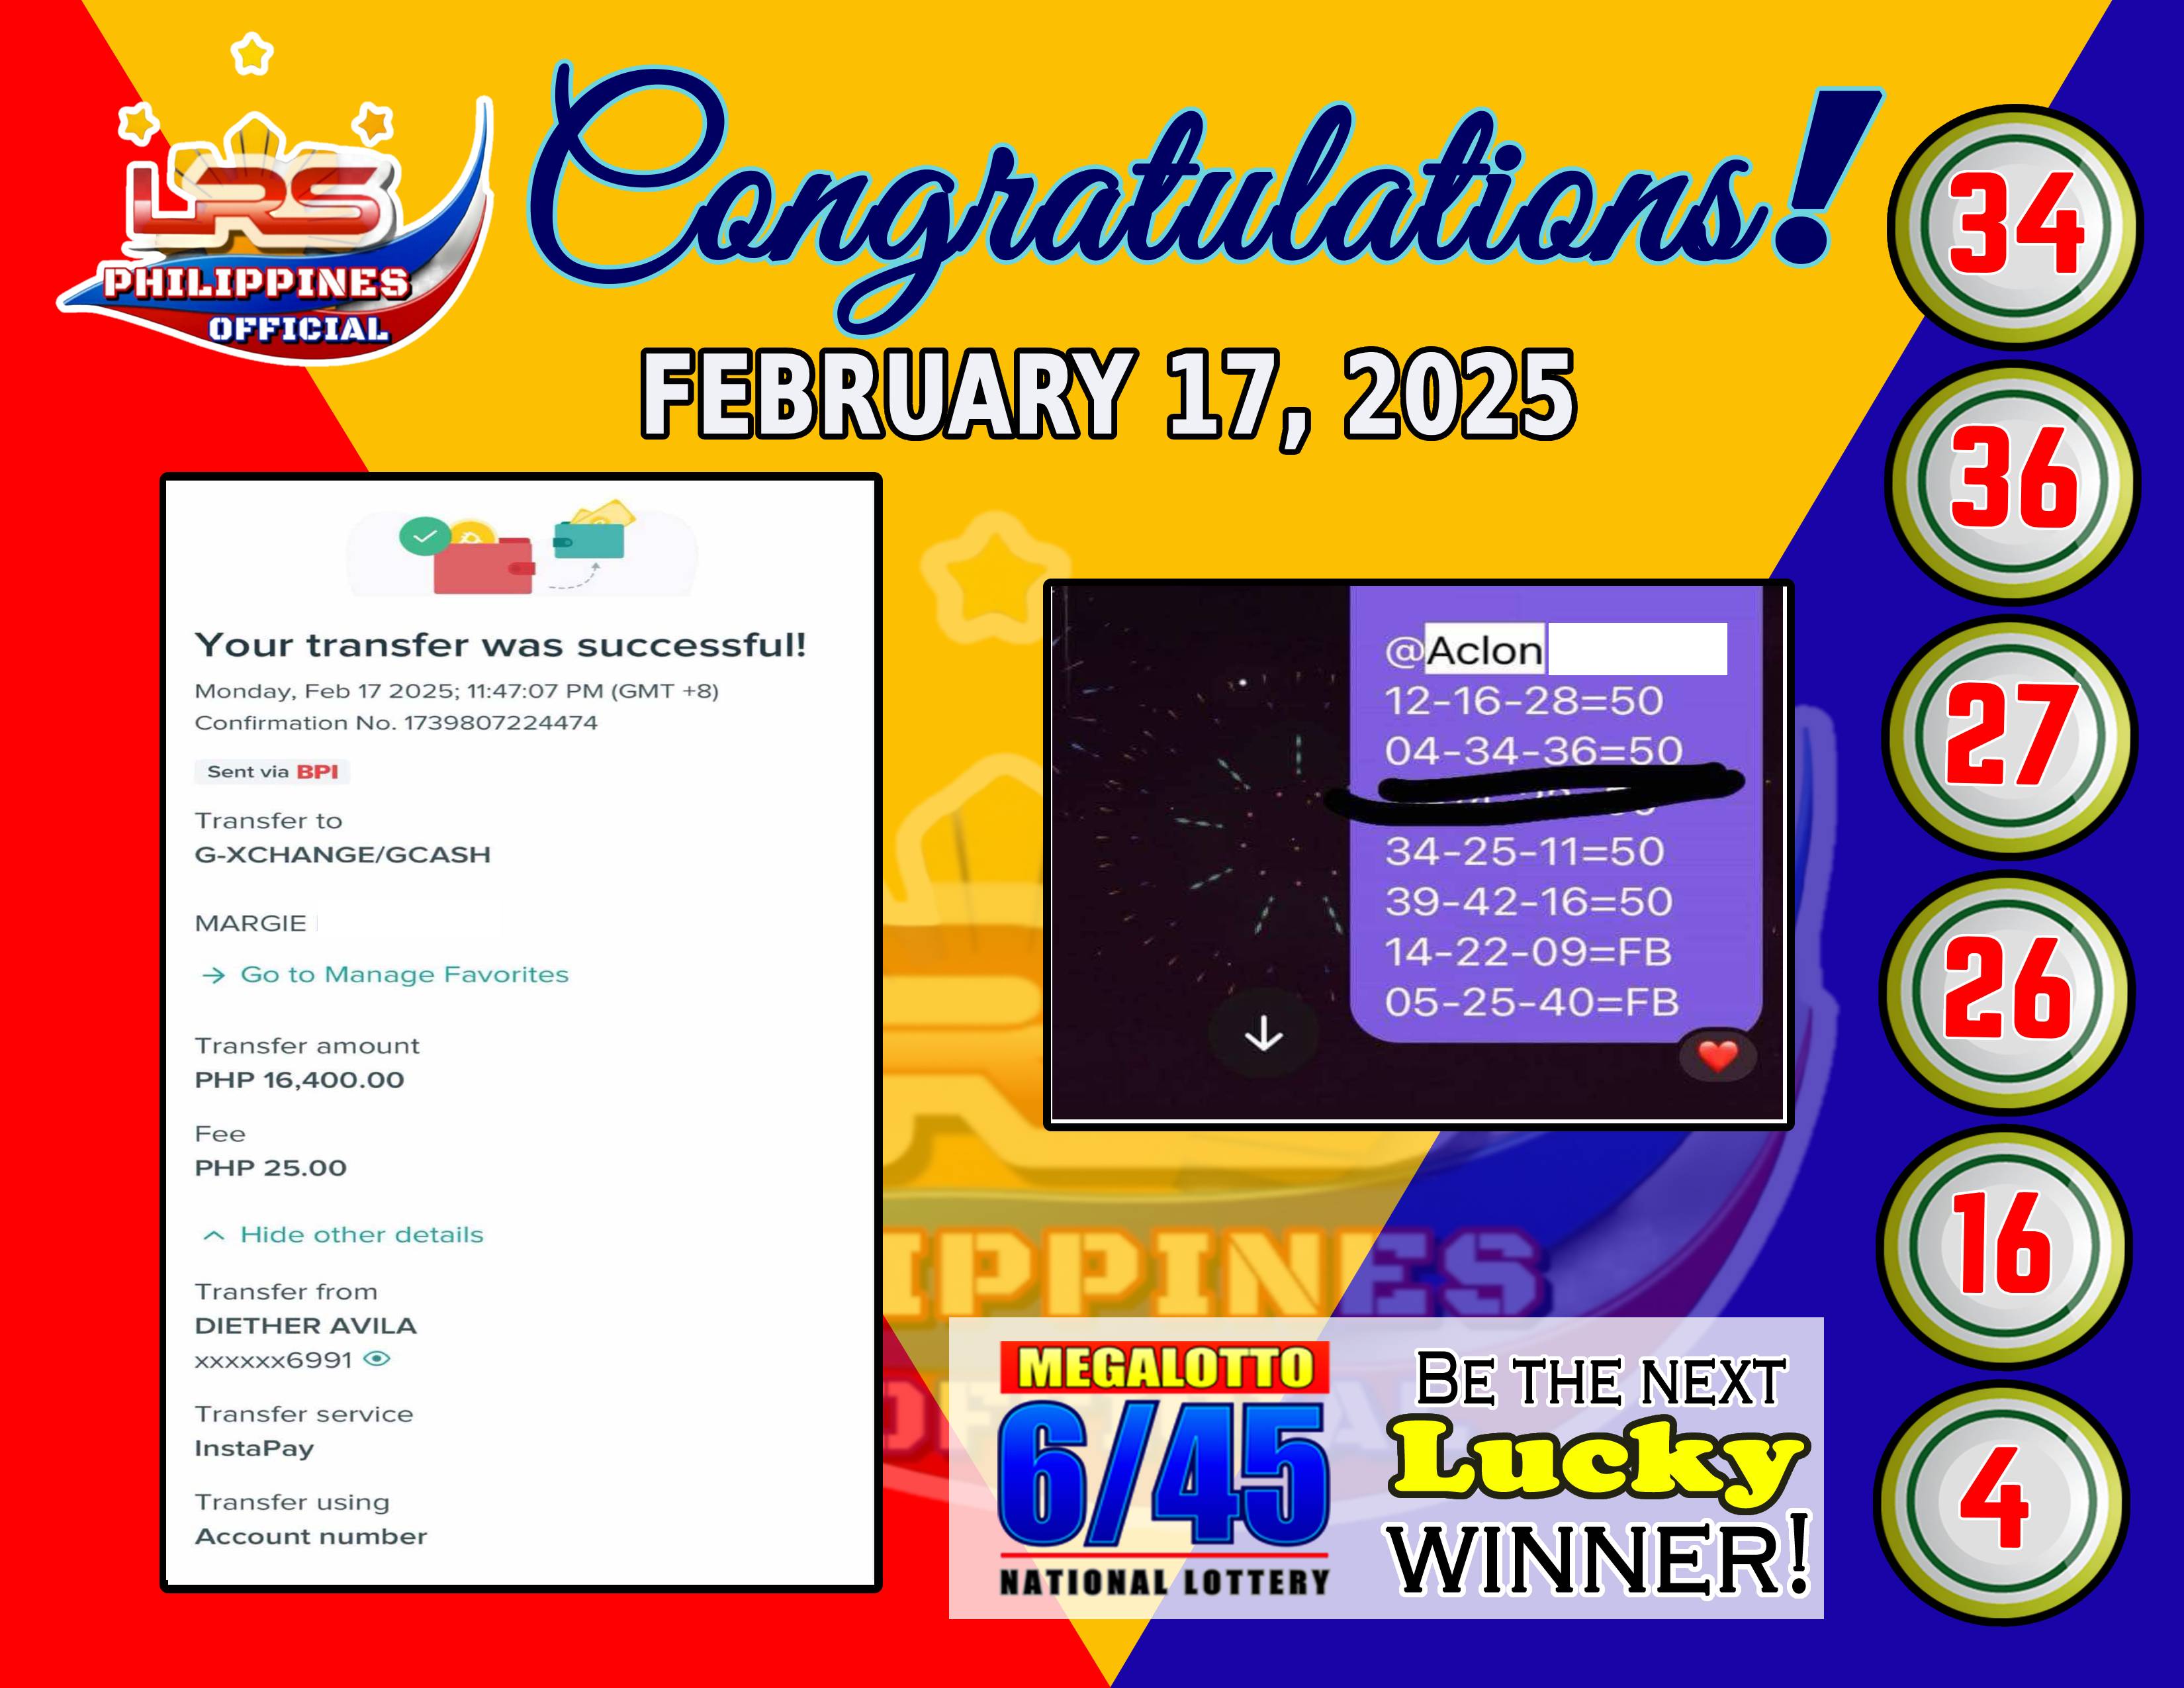 LRS
PHILIPPINES
OFFICIAL
Congratulations!
FEBRUARY 17, 2025
Your transfer was successful!
Monday, Feb 17 2025; 11:47:07 PM (GMT +8)
Confirmation No. 1739807224474
Sent via BPI
Transfer to
G-XCHANGE/GCASH
MARGIE
→ Go to Manage Favorites
Transfer amount
PHP 16,400.00
Fee
PHP 25.00
Hide other details
Transfer from
DIETHER AVILA
xxxxxx6991
Transfer service
InstaPay
Transfer using
Account number
@Aclon
12-16-28=50
04-34-36=50
34-25-11=50
39-42-16=50
14-22-09=FB
05-25-40=FB
MEGALOTTO
6/45
NATIONAL LOTTERY
BE THE NEXT
Lucky
WINNER!
34
36
27
26
16
4